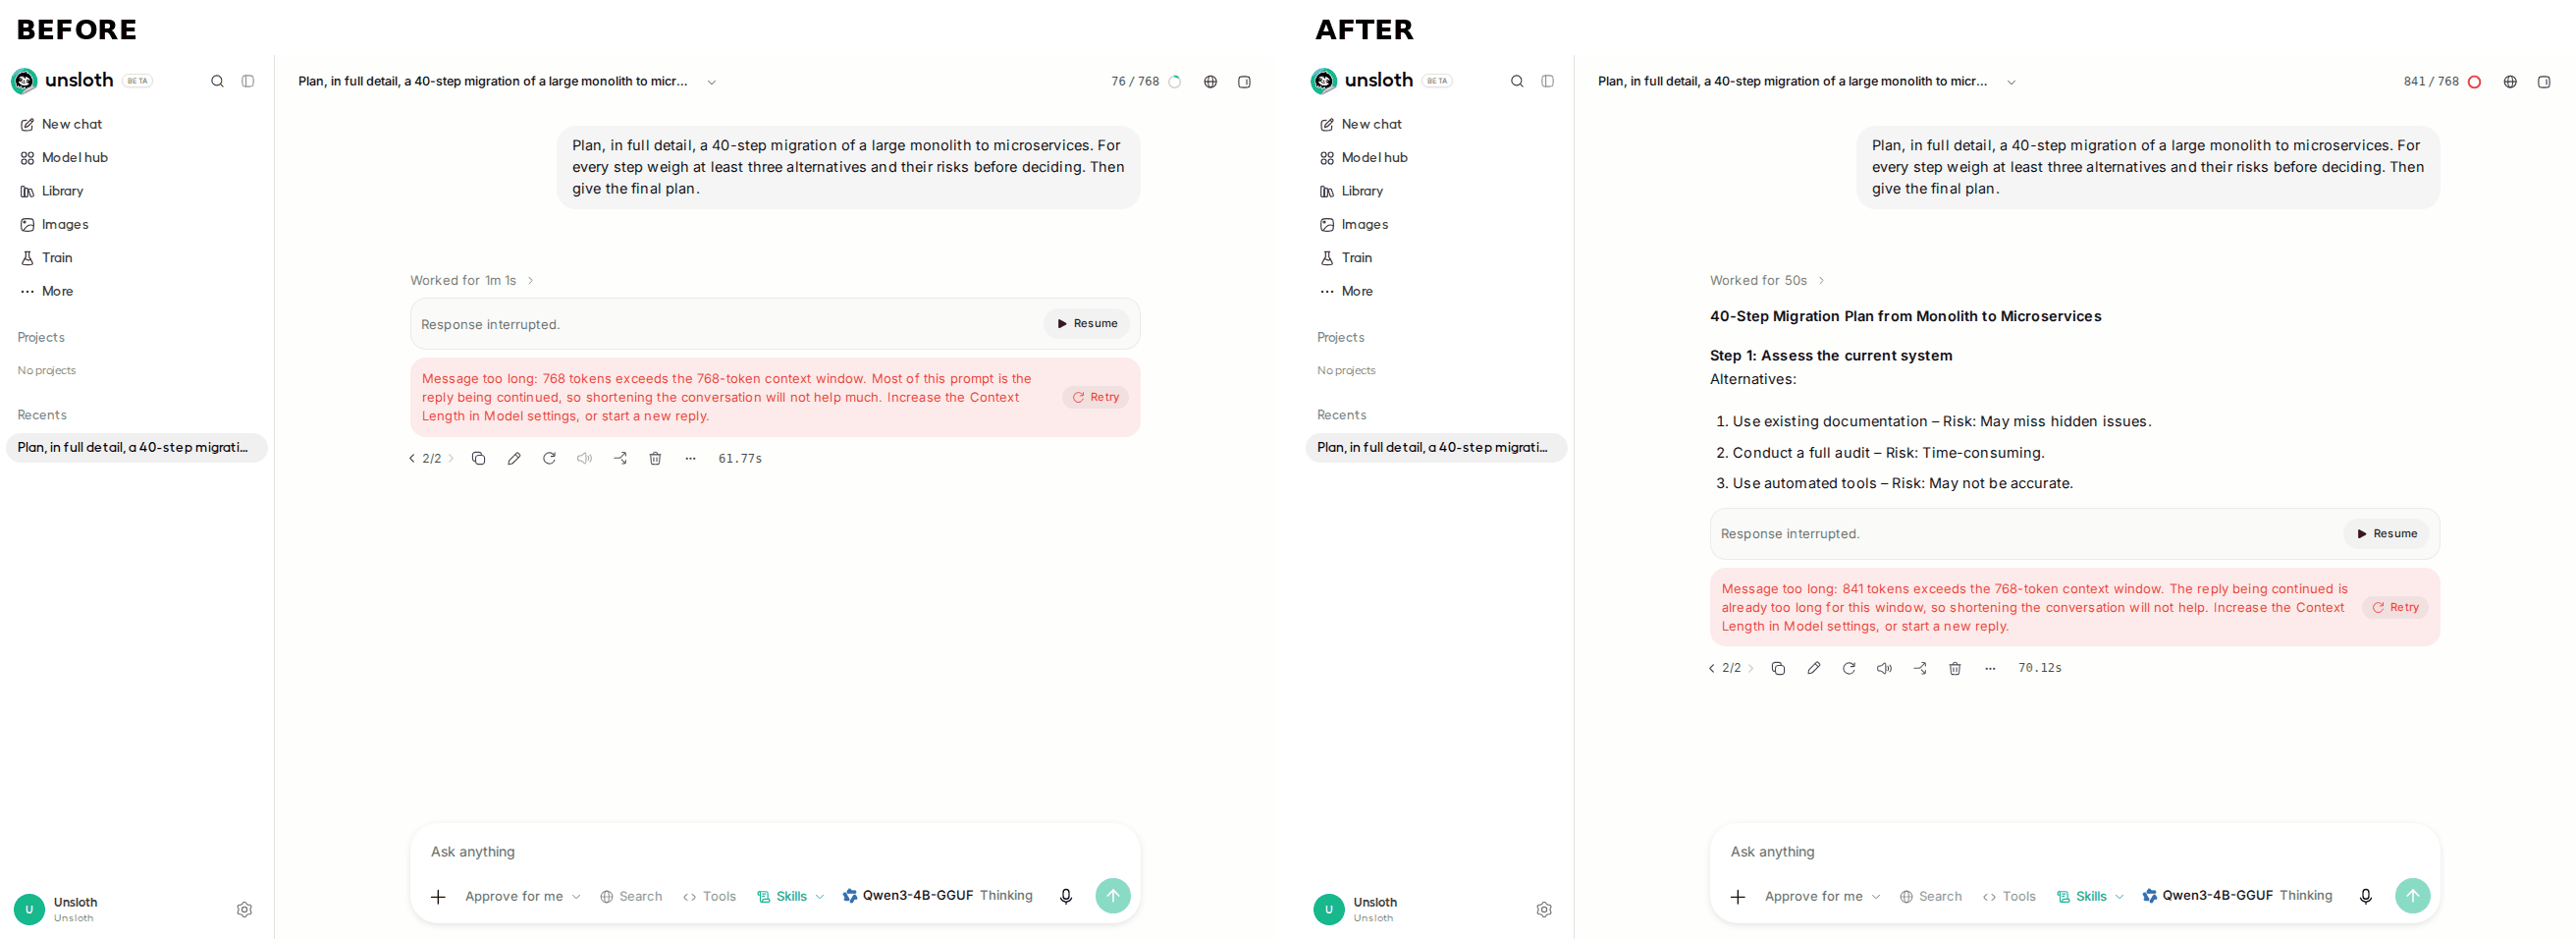 BEFORE
unsloth BETA
New chat
Model hub
Library
Images
Train
More
Projects
No projects
Recents
Plan, in full detail, a 40-step migrati...
Unsloth
Unsloth
U
Plan, in full detail, a 40-step migration of a large monolith to micr...
76 / 768
Plan, in full detail, a 40-step migration of a large monolith to microservices. For
every step weigh at least three alternatives and their risks before deciding. Then
give the final plan.
Worked for 1m 1s
Response interrupted.
Resume
Message too long: 768 tokens exceeds the 768-token context window. Most of this prompt is the
reply being continued, so shortening the conversation will not help much. Increase the Context
Length in Model settings, or start a new reply.
Retry
2/2
61.77s
Ask anything
Approve for me
Search
Tools
Skills
Qwen3-4B-GGUF Thinking
AFTER
unsloth BETA
New chat
Model hub
Library
Images
Train
More
Projects
No projects
Recents
Plan, in full detail, a 40-step migrati...
Unsloth
Unsloth
U
Plan, in full detail, a 40-step migration of a large monolith to micr...
841 / 768
Plan, in full detail, a 40-step migration of a large monolith to microservices. For
every step weigh at least three alternatives and their risks before deciding. Then
give the final plan.
Worked for 50s
40-Step Migration Plan from Monolith to Microservices
Step 1: Assess the current system
Alternatives:
1. Use existing documentation – Risk: May miss hidden issues.
2. Conduct a full audit – Risk: Time-consuming.
3. Use automated tools – Risk: May not be accurate.
Response interrupted.
Resume
Message too long: 841 tokens exceeds the 768-token context window. The reply being continued is
already too long for this window, so shortening the conversation will not help. Increase the Context
Length in Model settings, or start a new reply.
Retry
2/2
70.12s
Ask anything
Approve for me
Search
Tools
Skills
Qwen3-4B-GGUF Thinking